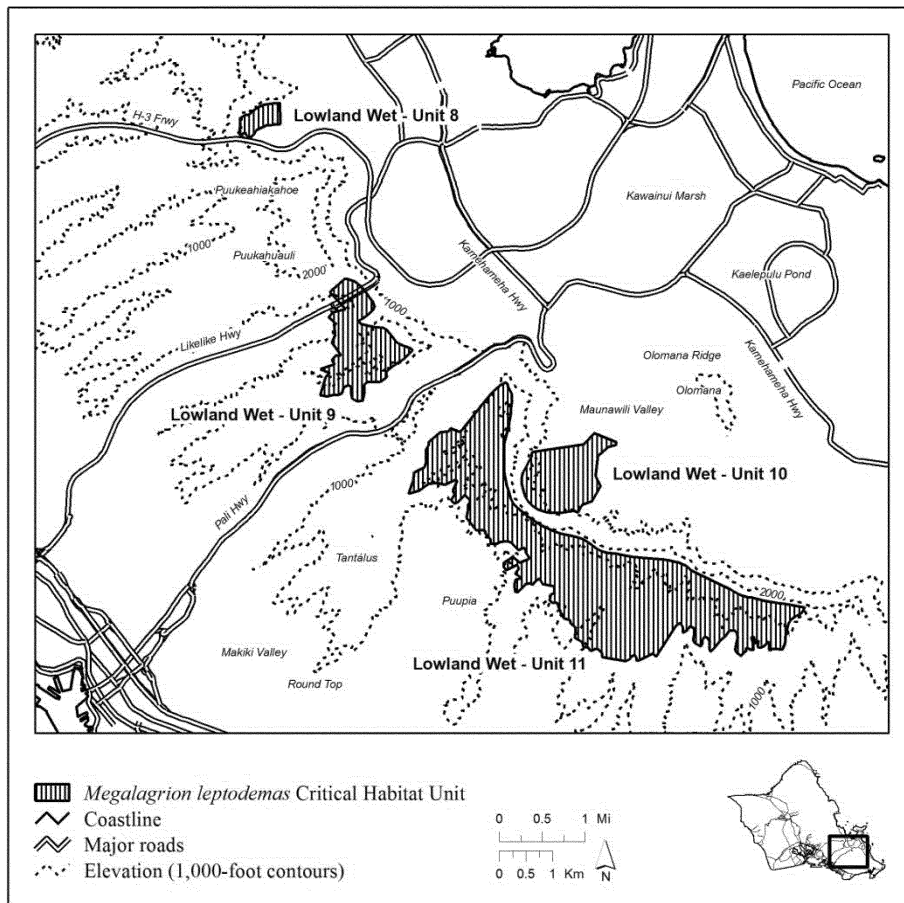 Pacific Ocean
H-3 Frwy
Lowland Wet - Unit 8
Puukeahiakahoe
Kawainui Marsh
1000
Puukahuauli
2000
Kamehameha Hwy
Kaelepulu Pond
1000
Likelike Hwy
Olomana Ridge
Kamehameha Hwy
Olomana
Lowland Wet - Unit 9
Maunawili Valley
Lowland Wet - Unit 10
1000
Pali Hwy
Tantalus
2000
Puupia
Makiki Valley
Lowland Wet - Unit 11
Round Top
1000
Megalagrion leptodemas Critical Habitat Unit
Coastline
Major roads
Elevation (1,000-foot contours)
0 0.5 1 Mi
0 0.5 1 Km
N